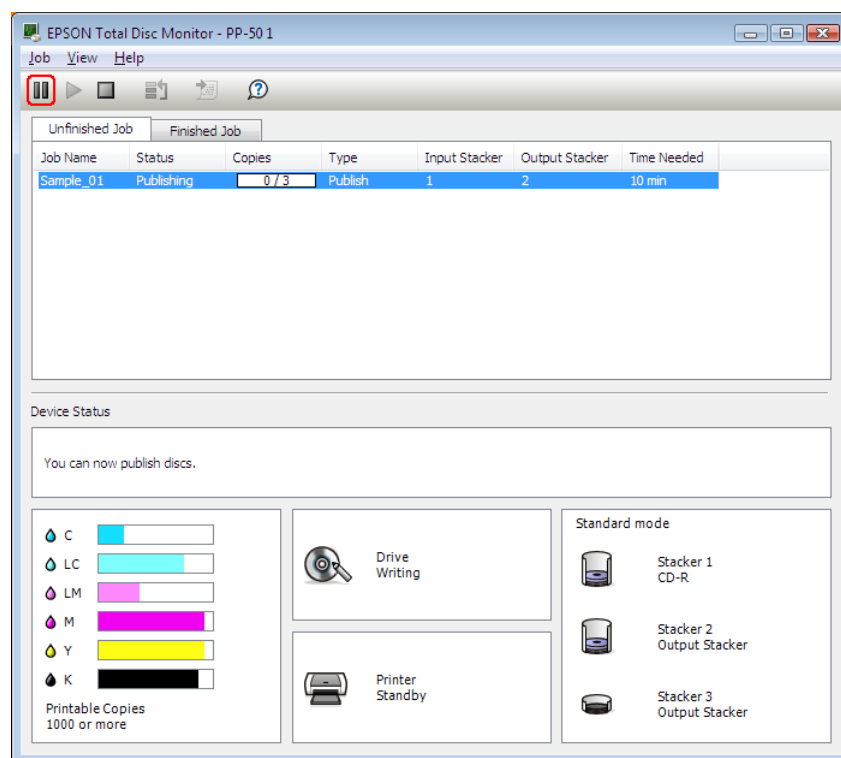 EPSON Total Disc Monitor - PP-50 1
Job View Help
Unfinished Job Finished Job
Job Name Status Copies Type Input Stacker Output Stacker Time Needed
Sample_01 Publishing 0 / 3 Publish 1 2 10 min
Device Status
You can now publish discs.
C
LC
LM
M
Y
K
Printable Copies
1000 or more
Drive
Writing
Printer
Standby
Standard mode
Stacker 1
CD-R
Stacker 2
Output Stacker
Stacker 3
Output Stacker